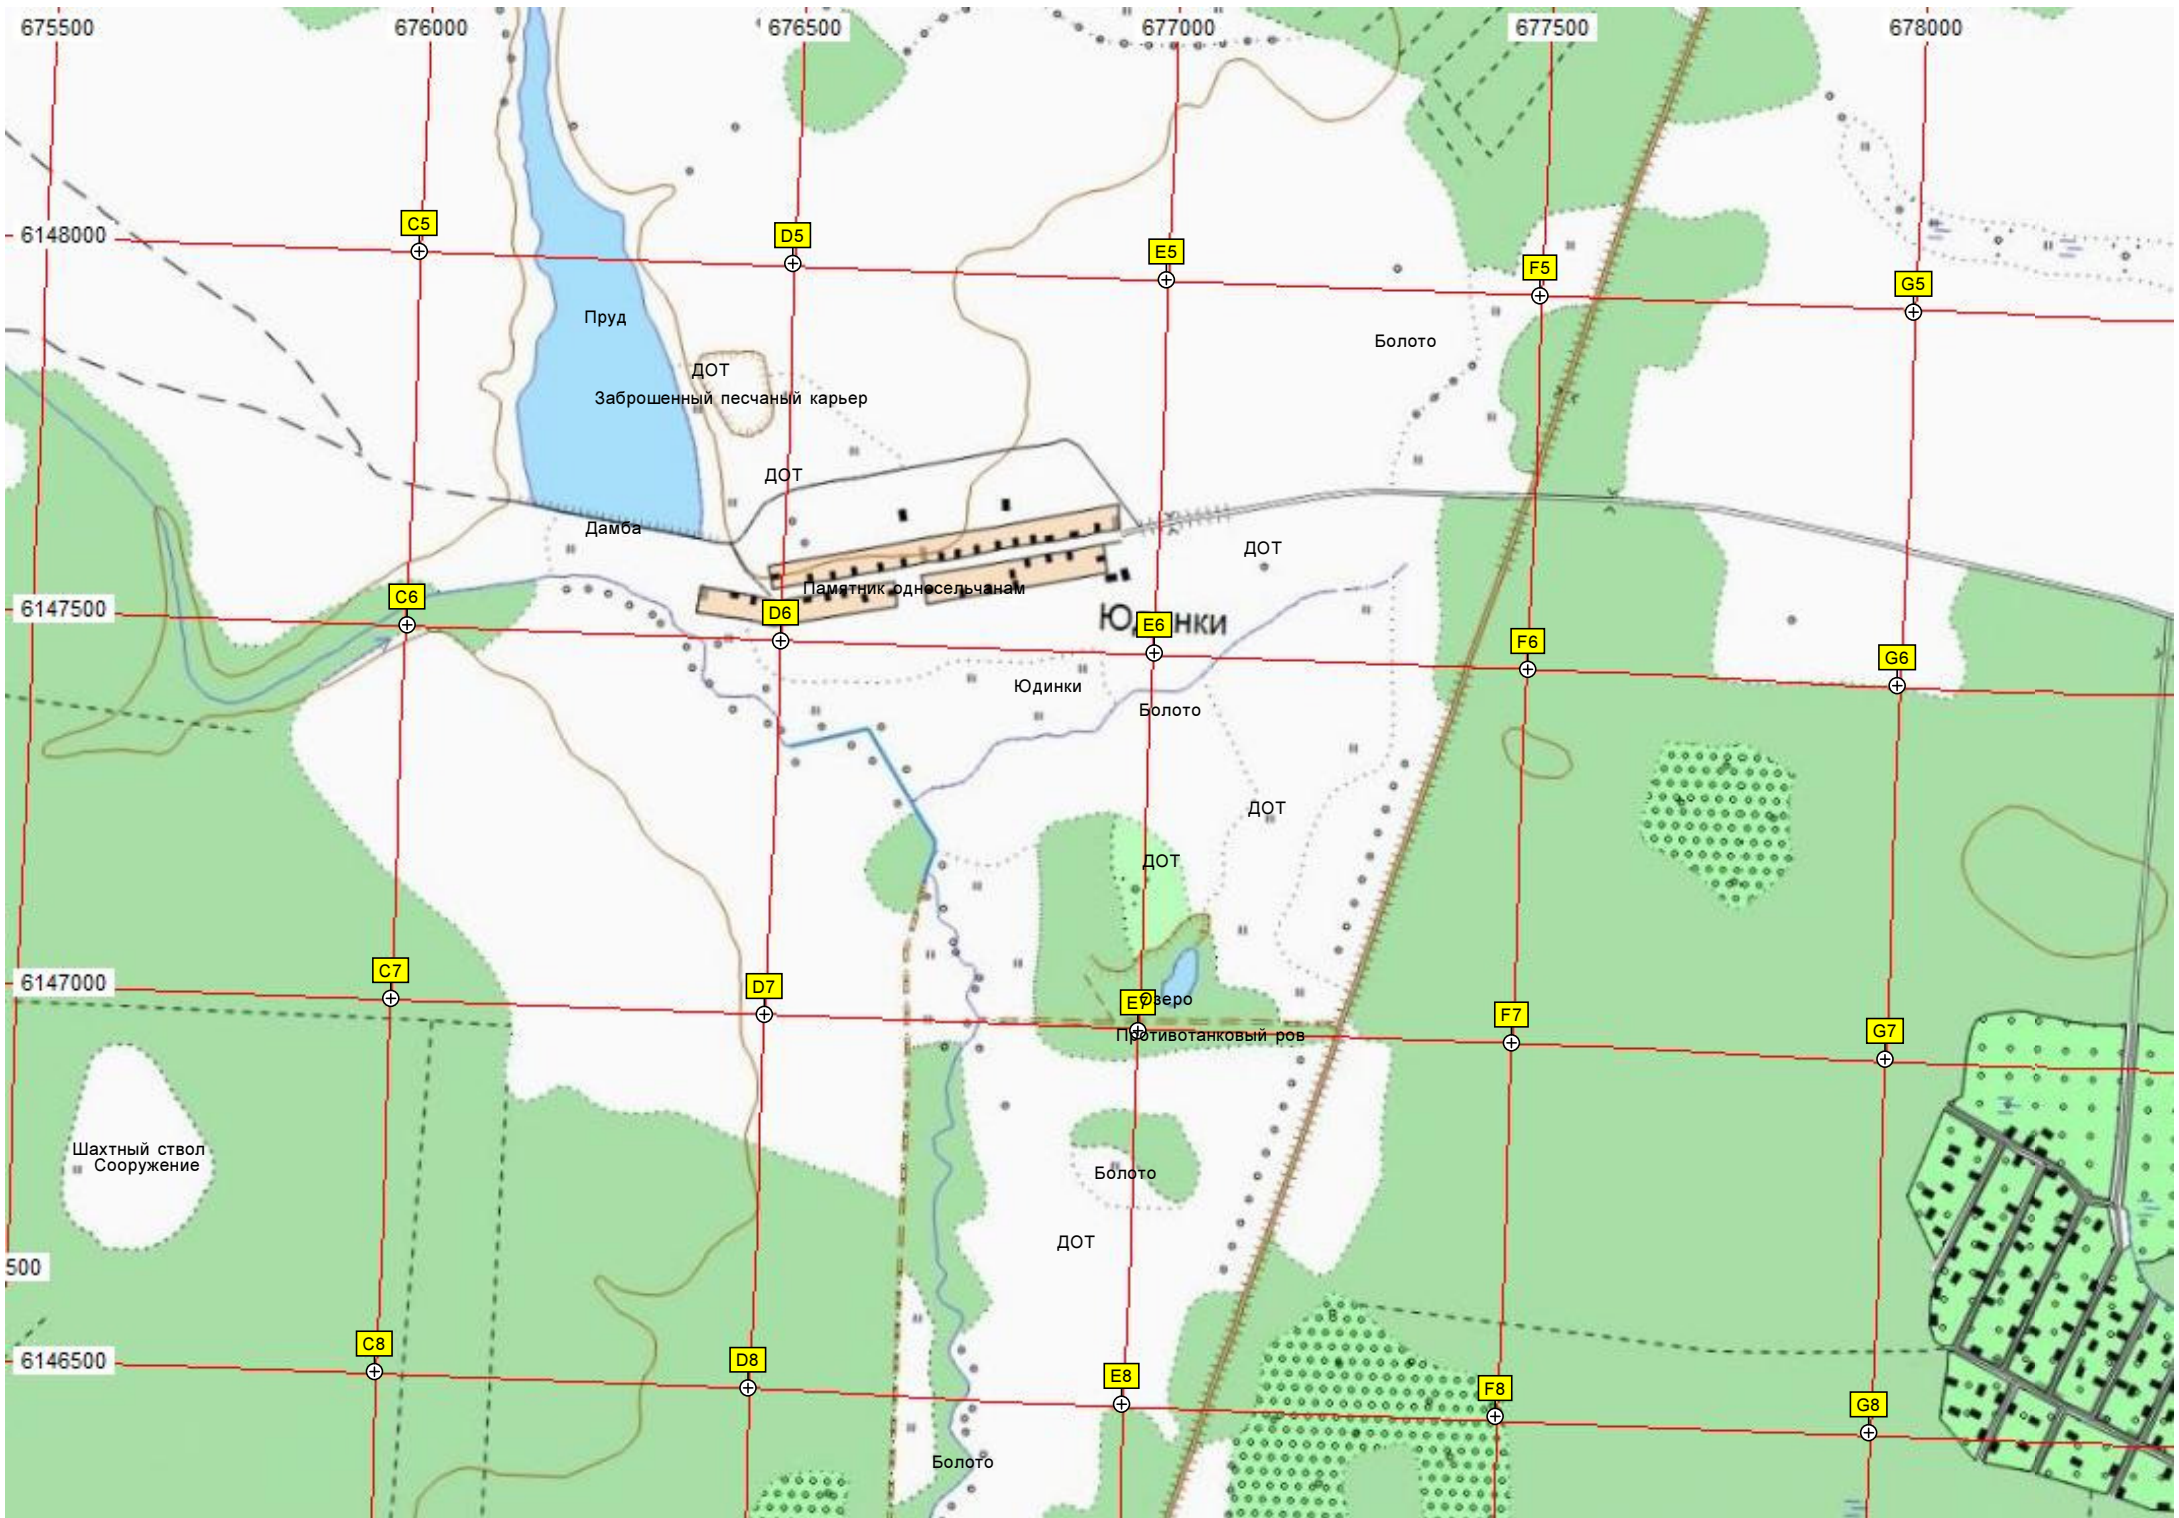 675500 676000 676500 677000 677500 678000
C5
D5
6148000
E5
F5
G5
Пруд
Болото
ДОТ
Заброшенный песчаный карьер
ДОТ
Дамба
ДОТ
Памятник односельчанам
C6
6147500
D6
Юдинки
E6
F6
G6
Юдинки
Болото
ДОТ
ДОТ
C7
6147000
D7
E7
Озеро
F7
G7
Противотанковый ров
Шахтный ствол
Сооружение
Болото
ДОТ
500
C8
6146500
D8
E8
F8
G8
Болото